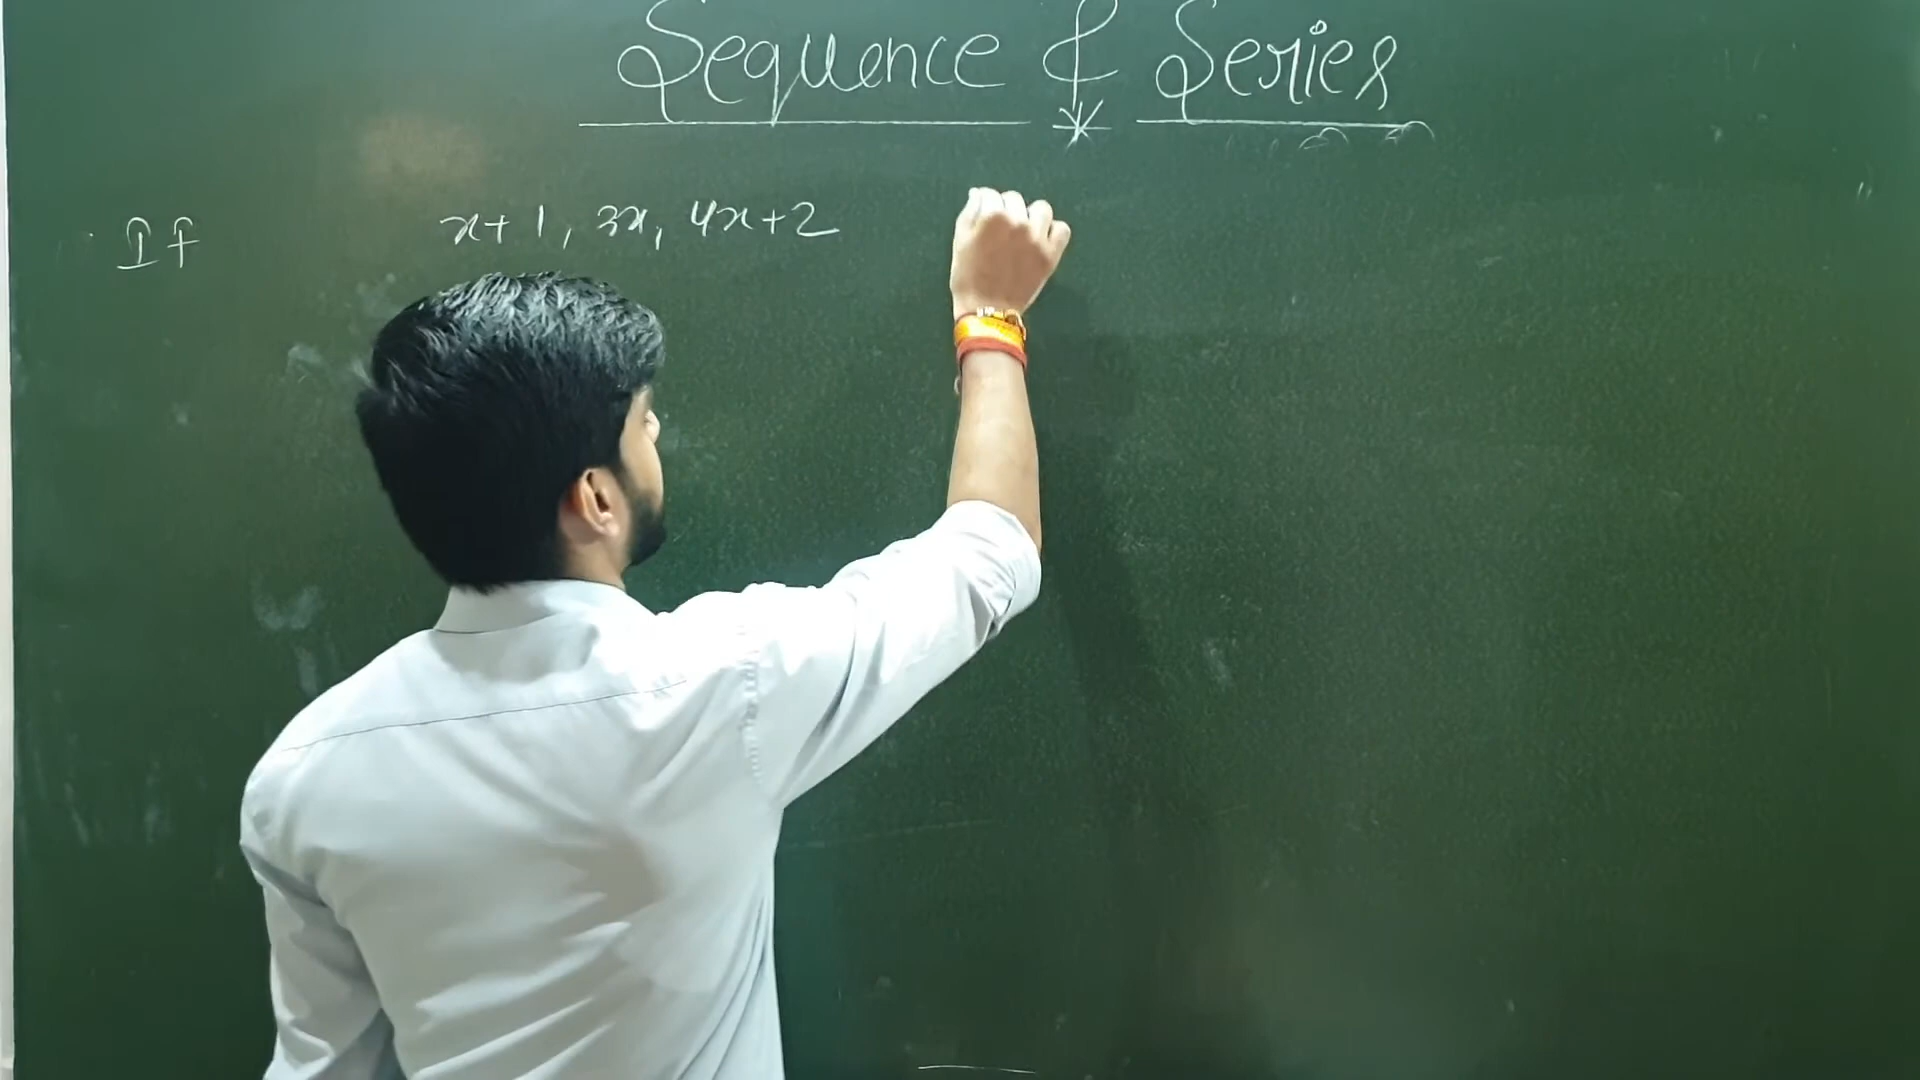 Sequence & Series
If x+1, 3x, 4x+2